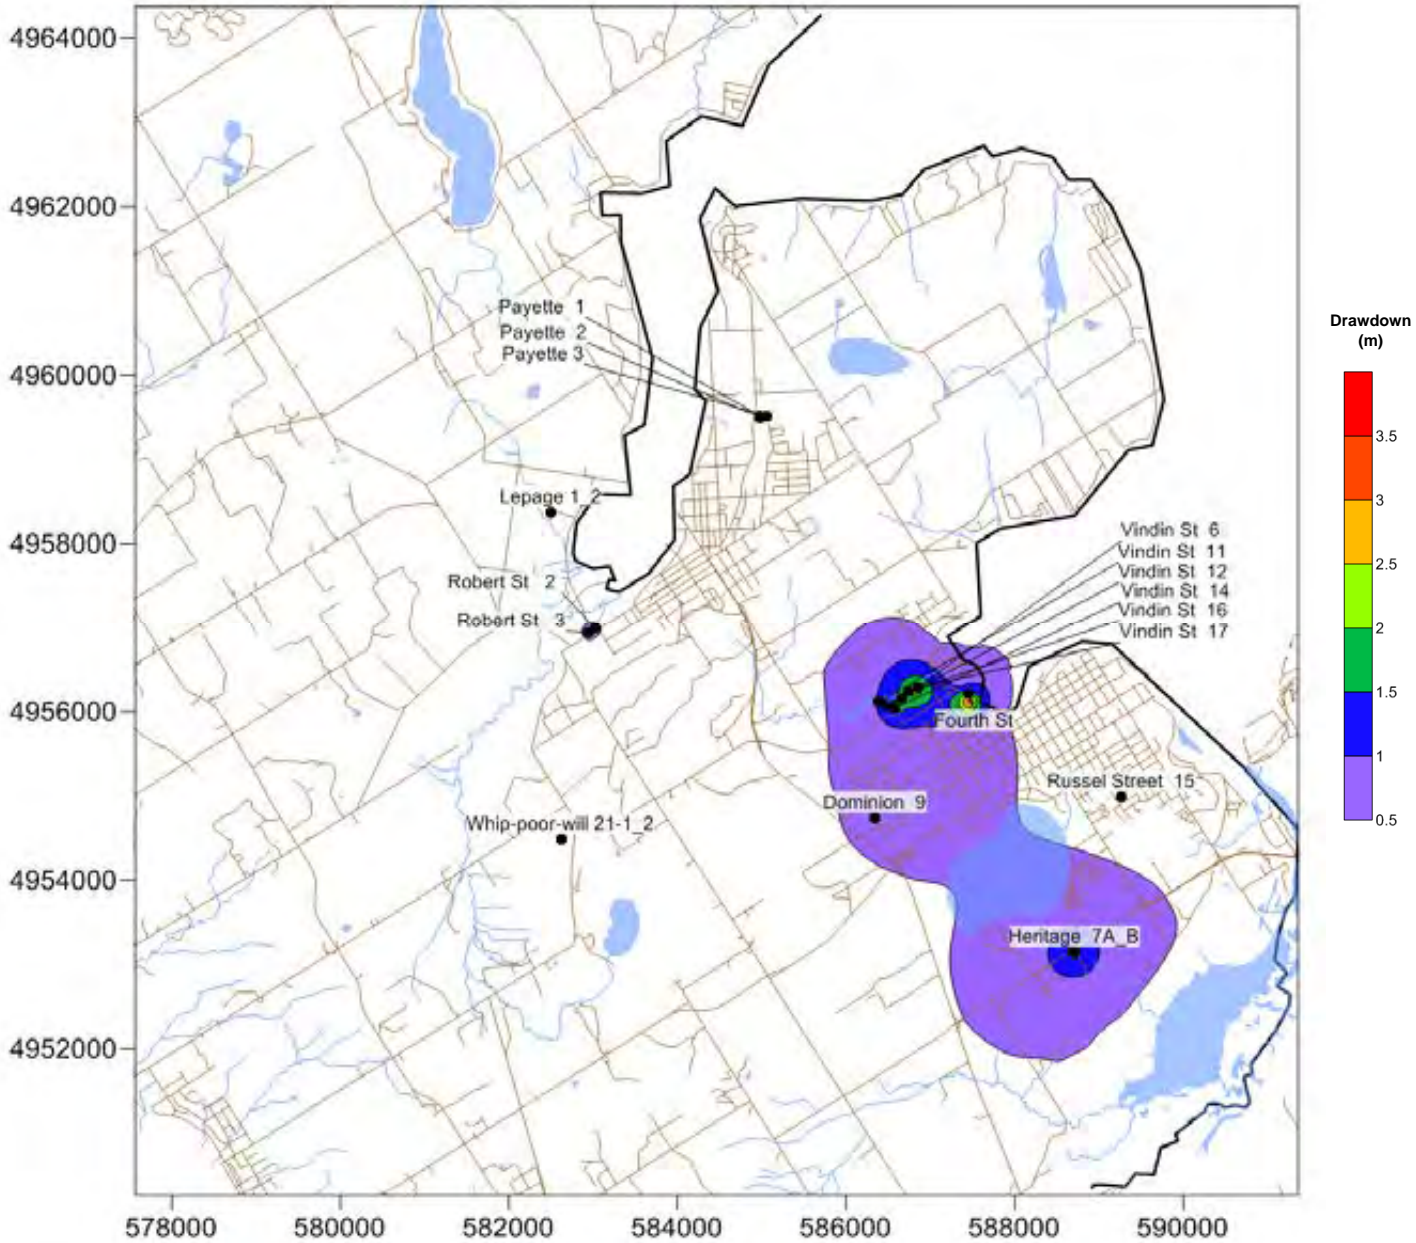 4964000
4962000
4960000
4958000
4956000
4954000
4952000
578000
580000
582000
584000
586000
588000
590000
Payette 1
Payette 2
Payette 3
Lepage 1_2
Robert St 2
Robert St 3
Vindin St 6
Vindin St 11
Vindin St 12
Vindin St 14
Vindin St 16
Vindin St 17
Fourth St
Russel Street 15
Dominion 9
Whip-poor-will 21-1_2
Heritage 7A_B
Drawdown
(m)
3.5
3
2.5
2
1.5
1
0.5